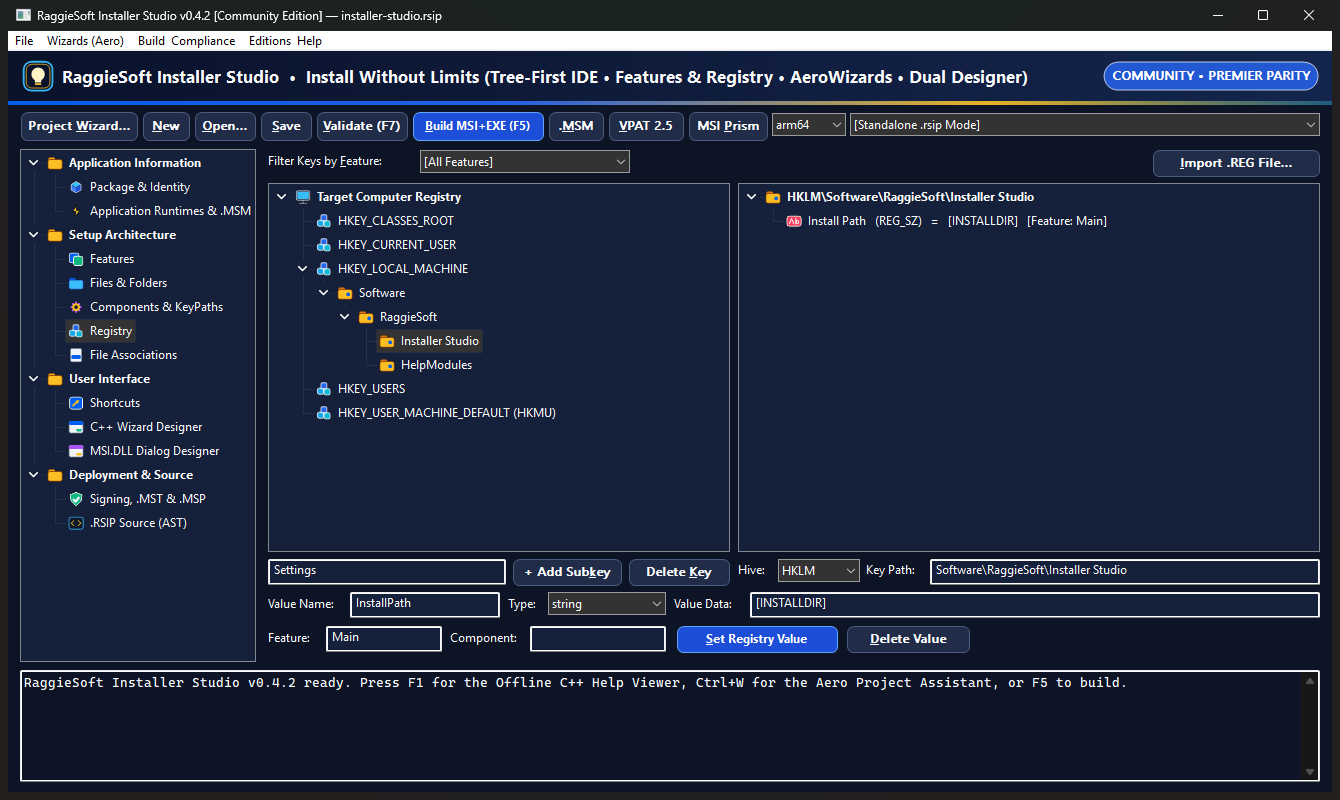 RaggieSoft Installer Studio v0.4.2 [Community Edition] — installer-studio.rsip
File Wizards (Aero) Build Compliance Editions Help
RaggieSoft Installer Studio • Install Without Limits (Tree-First IDE • Features & Registry • AeroWizards • Dual Designer)
COMMUNITY • PREMIER PARITY
Project Wizard... New Open... Save Validate (F7) Build MSI+EXE (F5) .MSM VPAT 2.5 MSI Prism arm64 [Standalone .rsip Mode]
Application Information
Package & Identity
Application Runtimes & .MSM
Setup Architecture
Features
Files & Folders
Components & KeyPaths
Registry
File Associations
User Interface
Shortcuts
C++ Wizard Designer
MSI.DLL Dialog Designer
Deployment & Source
Signing, .MST & .MSP
.RSIP Source (AST)
Filter Keys by Feature: [All Features]
Import .REG File...
Target Computer Registry
HKEY_CLASSES_ROOT
HKEY_CURRENT_USER
HKEY_LOCAL_MACHINE
Software
RaggieSoft
Installer Studio
HelpModules
HKEY_USERS
HKEY_USER_MACHINE_DEFAULT (HKMU)
HKLM\Software\RaggieSoft\Installer Studio
Ab Install Path (REG_SZ) = [INSTALLDIR] [Feature: Main]
Settings + Add Subkey Delete Key Hive: HKLM Key Path: Software\RaggieSoft\Installer Studio
Value Name: InstallPath Type: string Value Data: [INSTALLDIR]
Feature: Main Component: Set Registry Value Delete Value
RaggieSoft Installer Studio v0.4.2 ready. Press F1 for the Offline C++ Help Viewer, Ctrl+W for the Aero Project Assistant, or F5 to build.